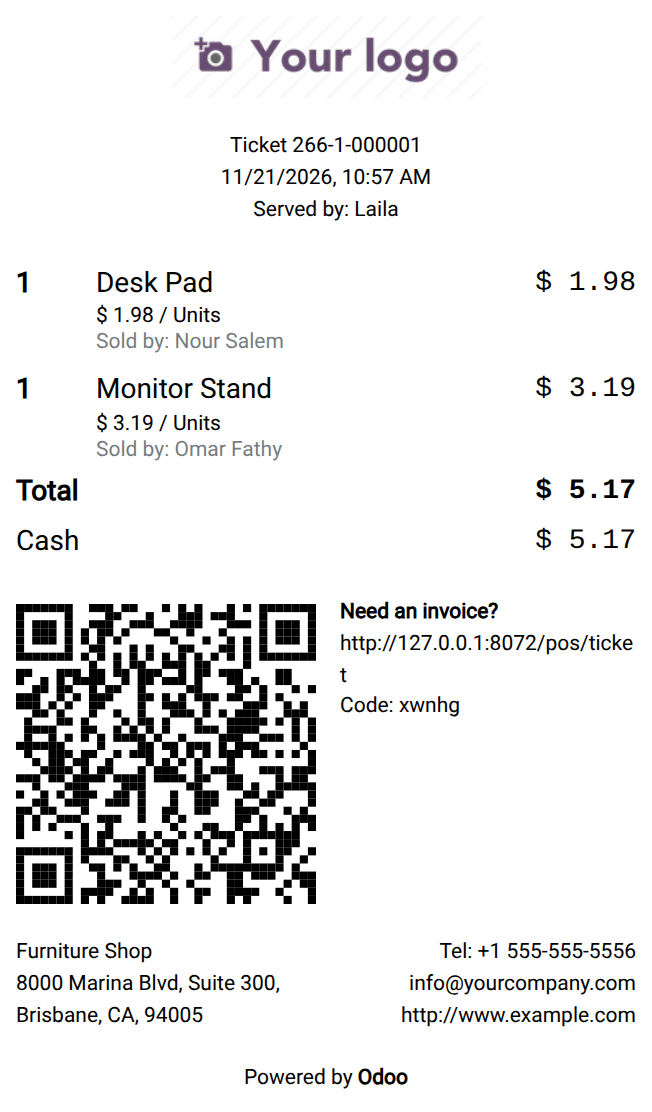 Your logo
Ticket 266-1-000001
11/21/2026, 10:57 AM
Served by: Laila
1 Desk Pad $ 1.98
$ 1.98 / Units
Sold by: Nour Salem
1 Monitor Stand $ 3.19
$ 3.19 / Units
Sold by: Omar Fathy
Total $ 5.17
Cash $ 5.17
Need an invoice?
http://127.0.0.1:8072/pos/ticke
t
Code: xwnhg
Furniture Shop
8000 Marina Blvd, Suite 300,
Brisbane, CA, 94005
Tel: +1 555-555-5556
info@yourcompany.com
http://www.example.com
Powered by Odoo